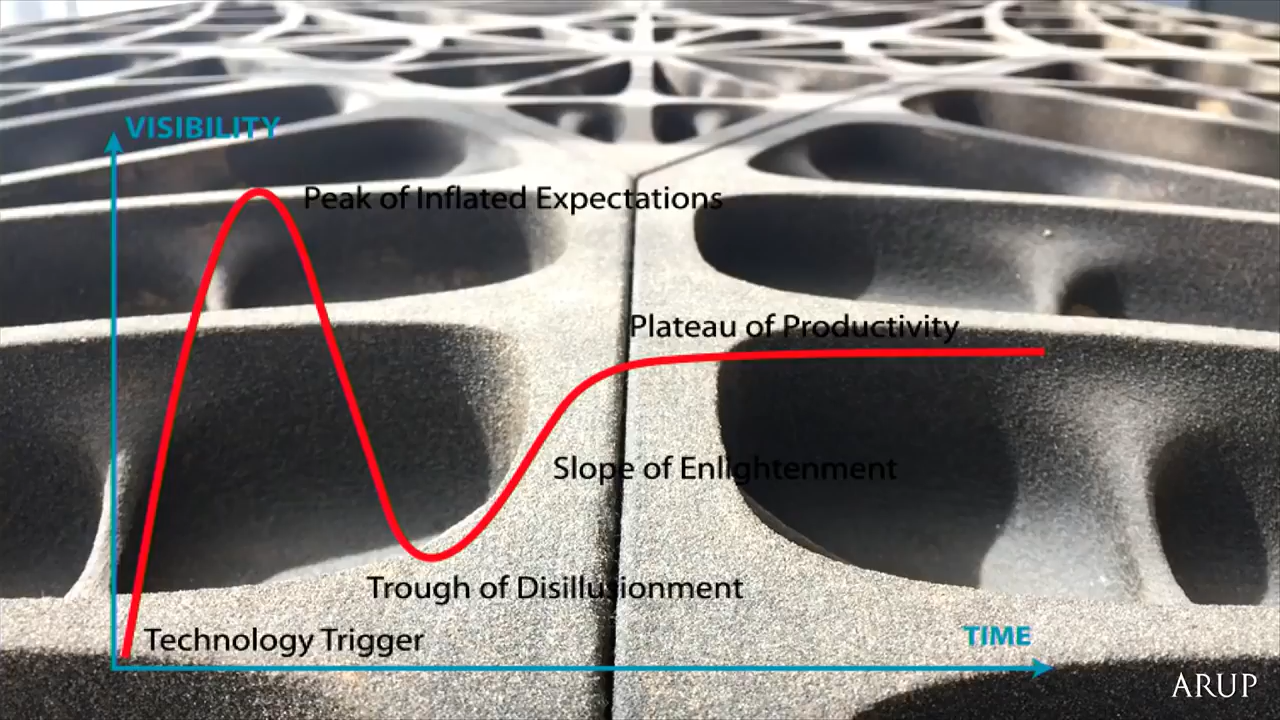 VISIBILITY
Peak of Inflated Expectations
Plateau of Productivity
Slope of Enlightenment
Trough of Disillusionment
Technology Trigger
TIME
ARUP